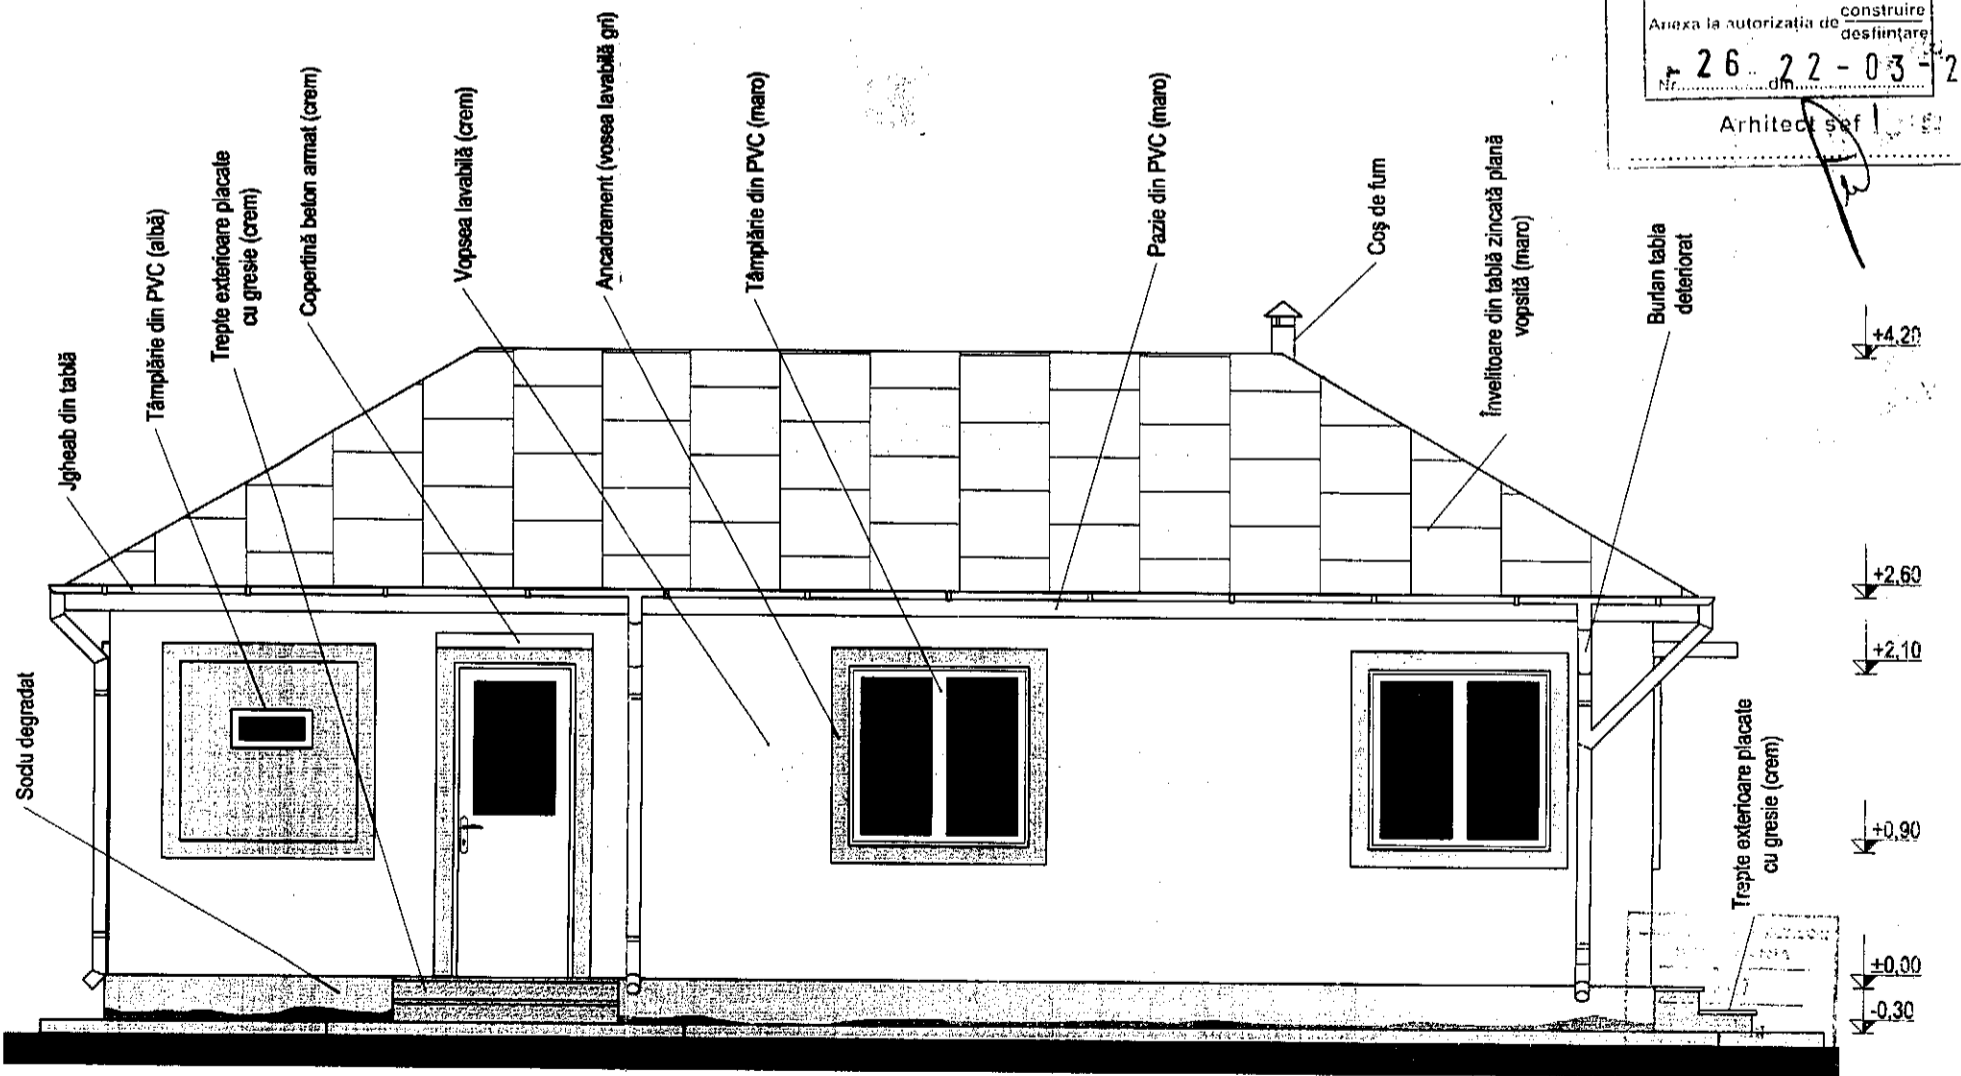 Anexa la autorizația de construire
desființare
Nr. 26 din 22-03-2
Arhitect șef
Soclu degradat
Jgheab din tablă
Tâmplărie din PVC (albă)
Trepte exterioare placate
cu gresie (crem)
Copertină beton armat (crem)
Vopsea lavabilă (crem)
Ancadrament (vosea lavabilă gri)
Tâmplărie din PVC (maro)
Pazie din PVC (maro)
Coș de fum
Învelitoare din tablă zincată plană
vopsită (maro)
Burlan tabla
deteriorat
Trepte exterioare placate
cu gresie (crem)
+4,20
+2,60
+2,10
+0,90
±0,00
-0,30